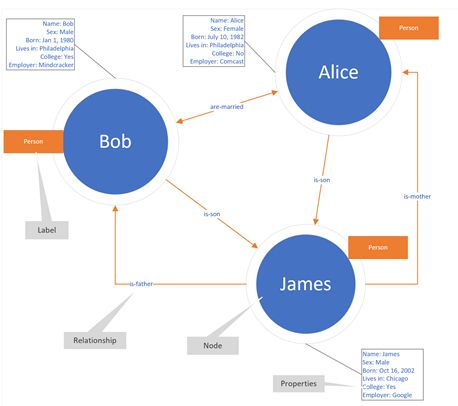 Name: Bob
Sex: Male
Born: Jan 1, 1980
Lives in: Philadelphia
College: Yes
Employer: Mindcracker
Name: Alice
Sex: Female
Born: July 10, 1982
Lives in: Philadelphia
College: No
Employer: Comcast
Person
Alice
are-married
Person
Bob
Label
is-son
is-son
is-mother
Person
James
is-father
Relationship
Node
Properties
Name: James
Sex: Male
Born: Oct 16, 2002
Lives in: Chicago
College: Yes
Employer: Google